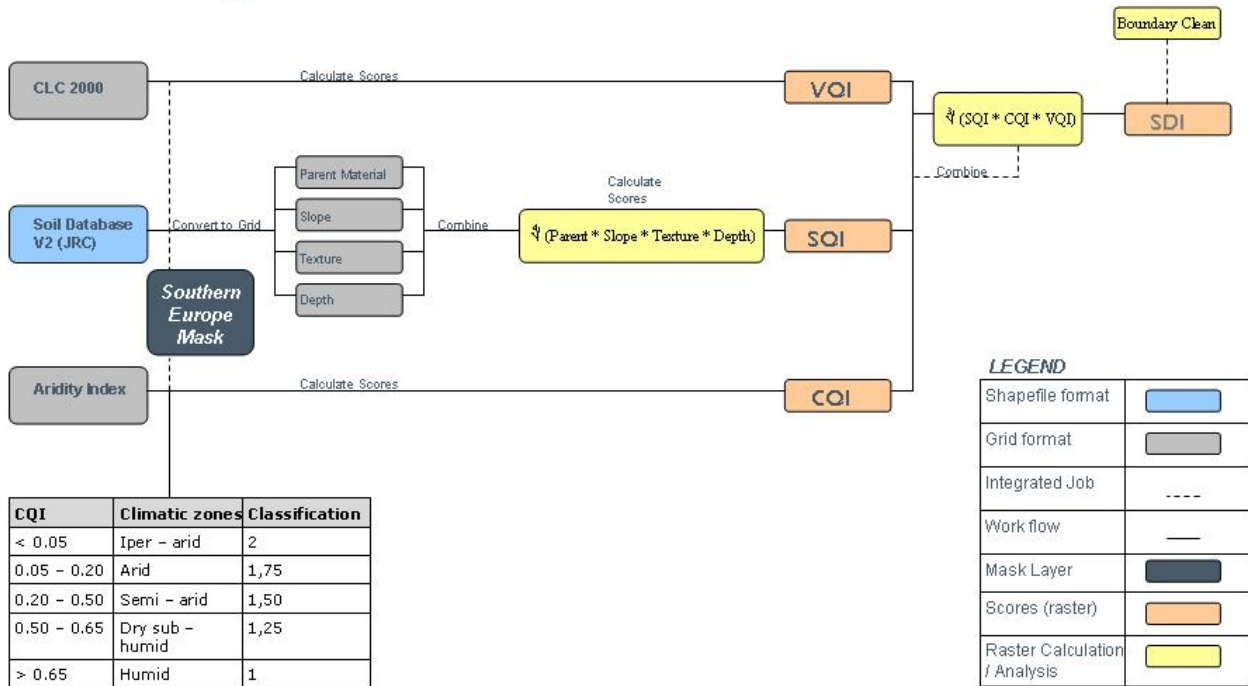 Boundary Clean
CLC 2000
Calculate Scores
VQI
∜(SQI * CQI * VQI)
SDI
Combine
Parent Material
Slope
Texture
Depth
Soil Database
V2 (JRC)
Convert to Grid
Combine
Calculate
Scores
∜(Parent * Slope * Texture * Depth)
SQI
Southern
Europe
Mask
Aridity Index
Calculate Scores
CQI
CQI Climatic zones Classification
< 0.05 Iper – arid 2
0.05 – 0.20 Arid 1,75
0.20 – 0.50 Semi – arid 1,50
0.50 – 0.65 Dry sub – 1,25
humid
> 0.65 Humid 1
LEGEND
Shapefile format
Grid format
Integrated Job
Work flow
Mask Layer
Scores (raster)
Raster Calculation
/ Analysis